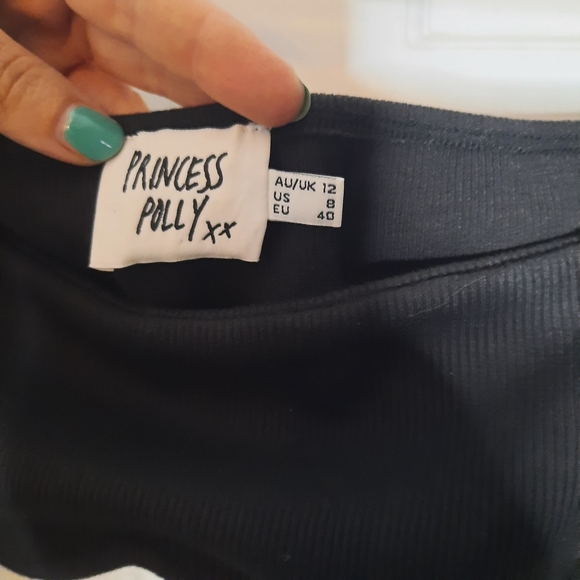 PRINCESS
POLLY xx
AU/UK 12
US 8
EU 40